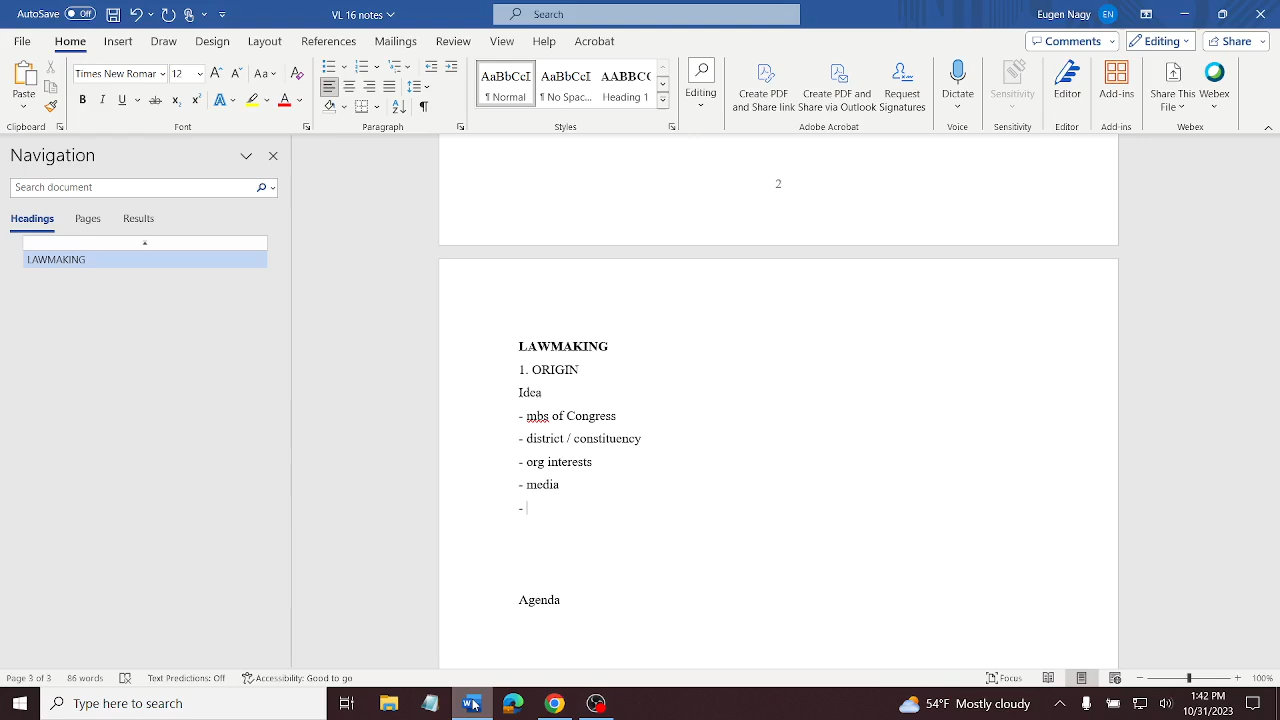 AutoSave Off
VL 16 notes
Search
Eugen Nagy EN
File Home Insert Draw Design Layout References Mailings Review View Help Acrobat
Comments Editing Share
Paste
Times New Romar 12
Aa
AaBbCcI AaBbCcI AABBC(
¶ Normal ¶ No Spac... Heading 1
Editing
Create PDF and Share link
Create PDF and Share via Outlook
Request Signatures
Dictate
Sensitivity
Editor
Add-ins
Share This File
Webex
Clipboard Font Paragraph Styles Adobe Acrobat Voice Sensitivity Editor Add-ins Webex
Navigation
Search document
Headings Pages Results
LAWMAKING
2
LAWMAKING
1. ORIGIN
Idea
- mbs of Congress
- district / constituency
- org interests
- media
-
Agenda
Page 3 of 3 86 words Text Predictions: Off Accessibility: Good to go Focus 100%
Type here to search
54°F Mostly cloudy
1:42 PM
10/31/2023